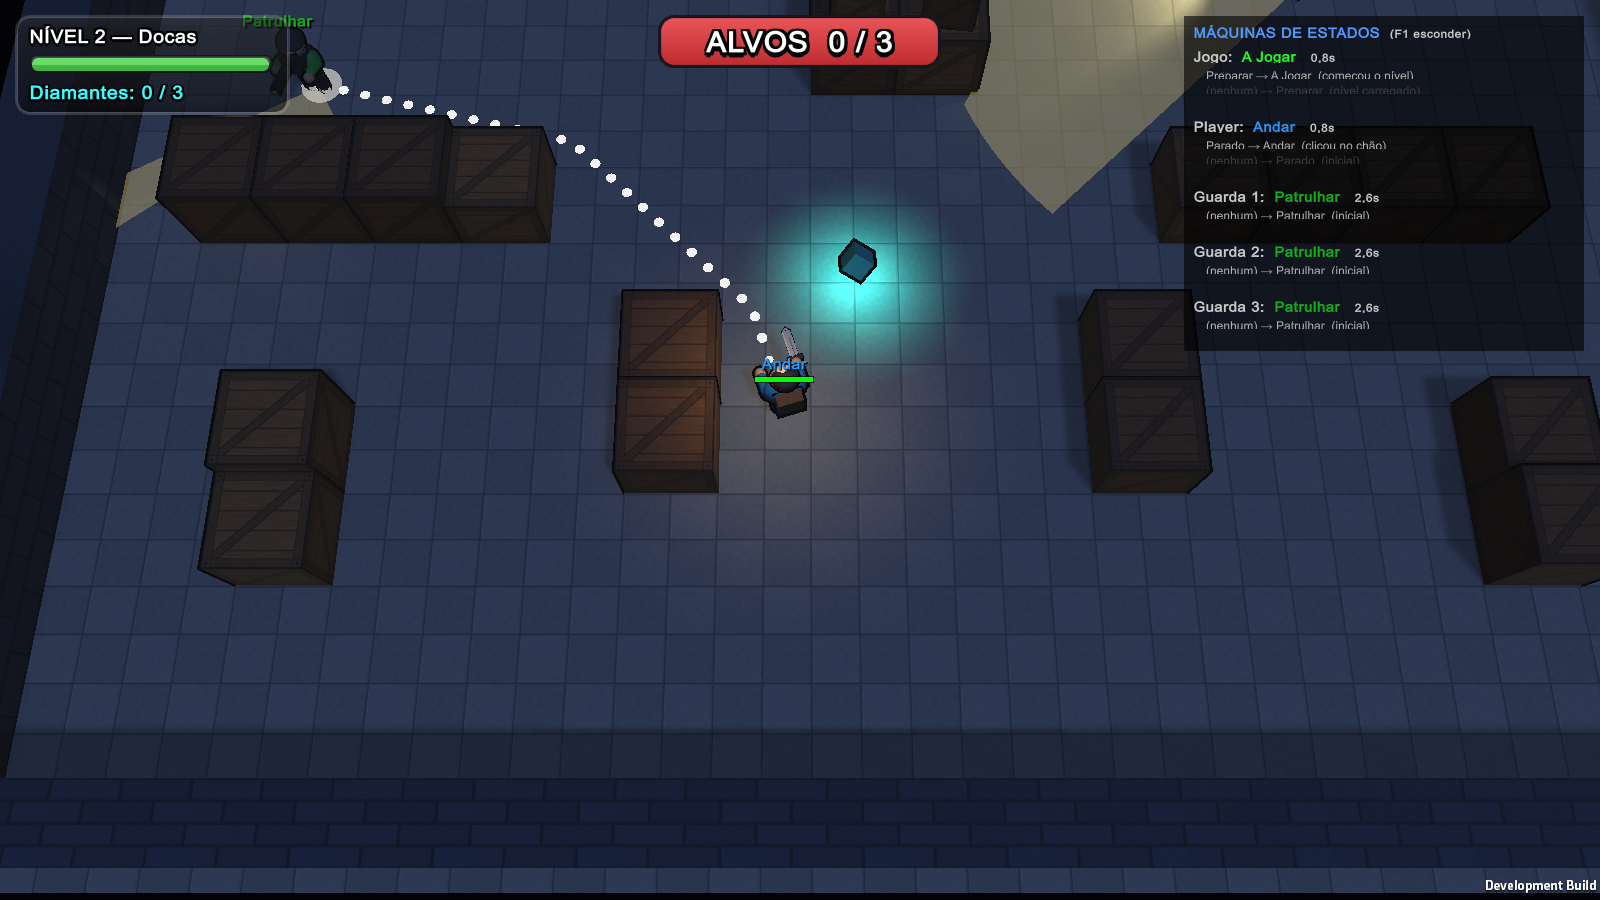 Patrulhar
NÍVEL 2 — Docas
Diamantes: 0 / 3
ALVOS 0 / 3
MÁQUINAS DE ESTADOS (F1 esconder)
Jogo: A Jogar 0,8s
Preparar → A Jogar (começou o nível)
(nenhum) → Preparar (nível carregado)
Player: Andar 0,8s
Parado → Andar (clicou no chão)
(nenhum) → Parado (inicial)
Guarda 1: Patrulhar 2,6s
(nenhum) → Patrulhar (inicial)
Guarda 2: Patrulhar 2,6s
(nenhum) → Patrulhar (inicial)
Guarda 3: Patrulhar 2,6s
(nenhum) → Patrulhar (inicial)
Andar
Development Build